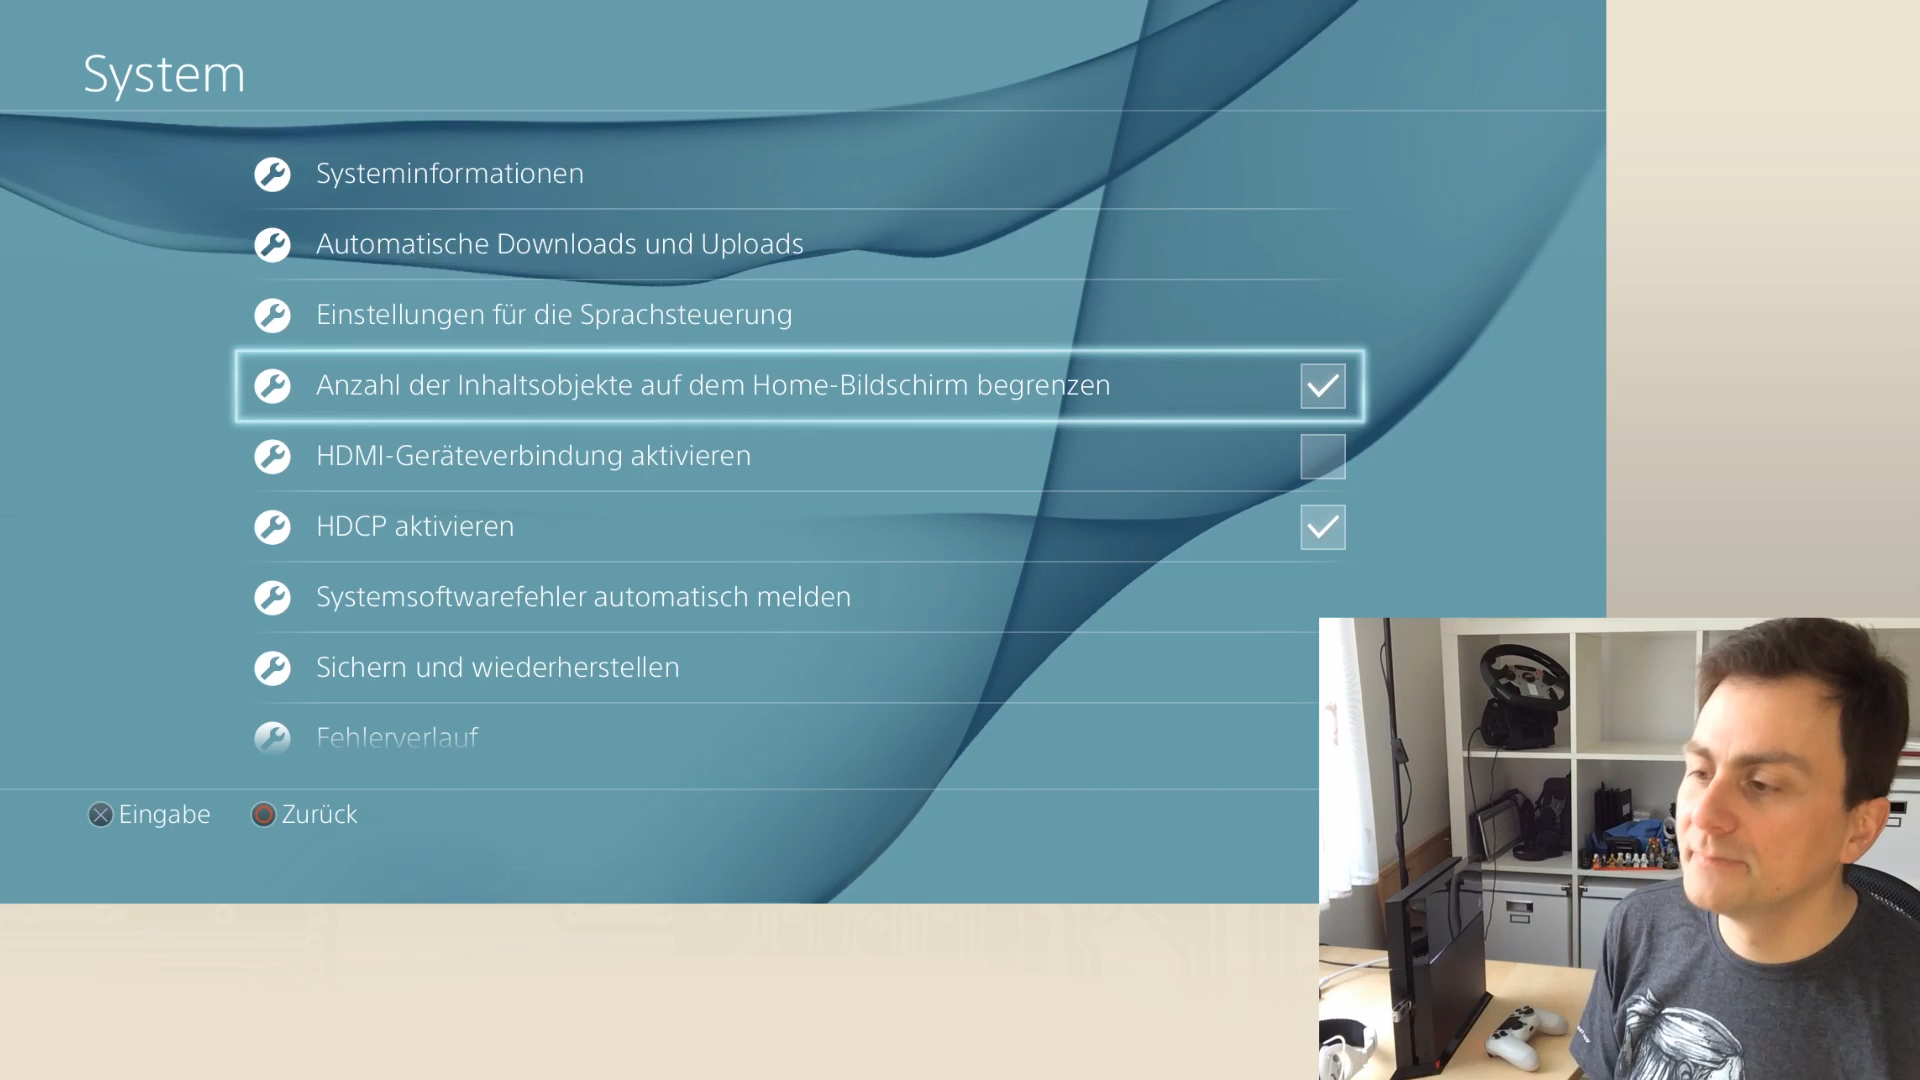 System
Systeminformationen
Automatische Downloads und Uploads
Einstellungen für die Sprachsteuerung
Anzahl der Inhaltsobjekte auf dem Home-Bildschirm begrenzen
HDMI-Geräteverbindung aktivieren
HDCP aktivieren
Systemsoftwarefehler automatisch melden
Sichern und wiederherstellen
Fehlerverlauf
Eingabe
Zurück